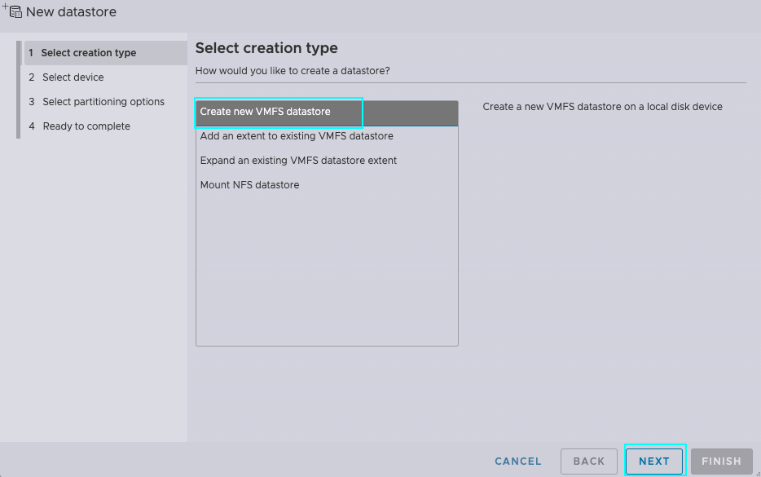 New datastore
1 Select creation type
2 Select device
3 Select partitioning options
4 Ready to complete
Select creation type
How would you like to create a datastore?
Create new VMFS datastore
Add an extent to existing VMFS datastore
Expand an existing VMFS datastore extent
Mount NFS datastore
Create a new VMFS datastore on a local disk device
CANCEL
BACK
NEXT
FINISH